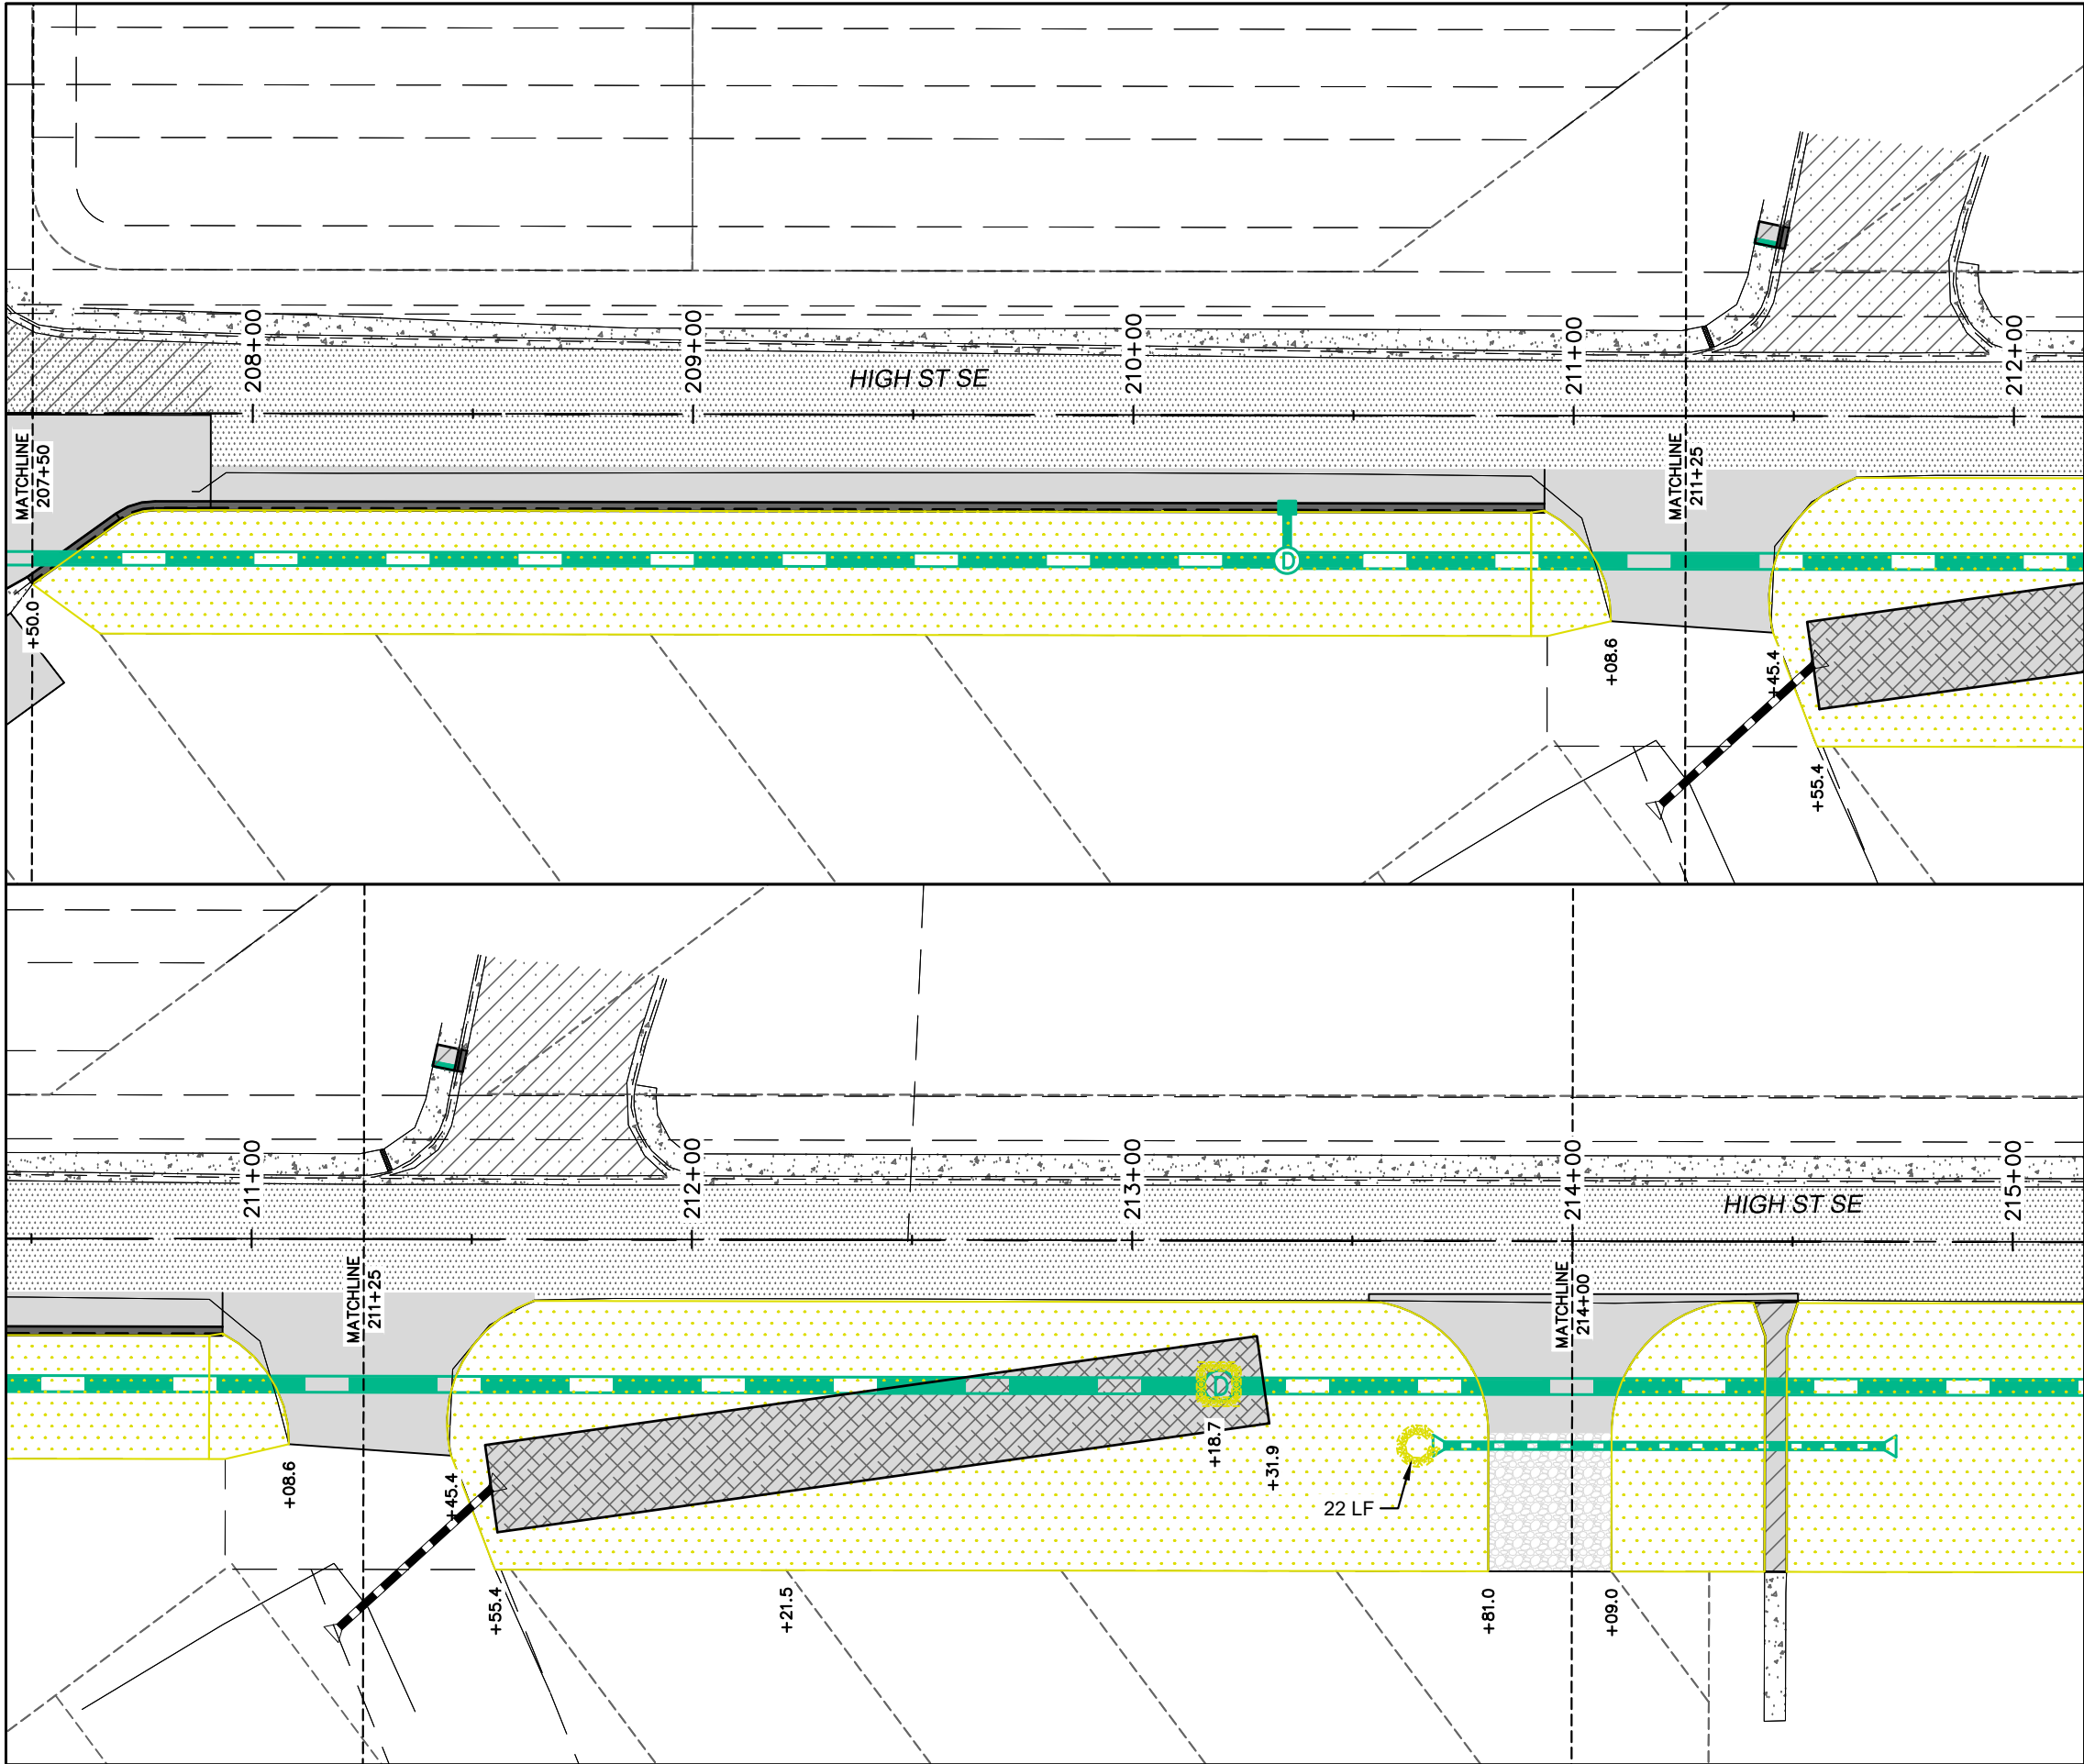 208+00
209+00
210+00
211+00
212+00
HIGH ST SE
MATCHLINE
207+50
MATCHLINE
211+25
D
+50.0
+08.6
+45.4
+55.4
211+00
212+00
213+00
214+00
215+00
HIGH ST SE
MATCHLINE
211+25
MATCHLINE
214+00
D
+08.6
+45.4
+18.7
+31.9
22 LF
+55.4
+21.5
+81.0
+09.0